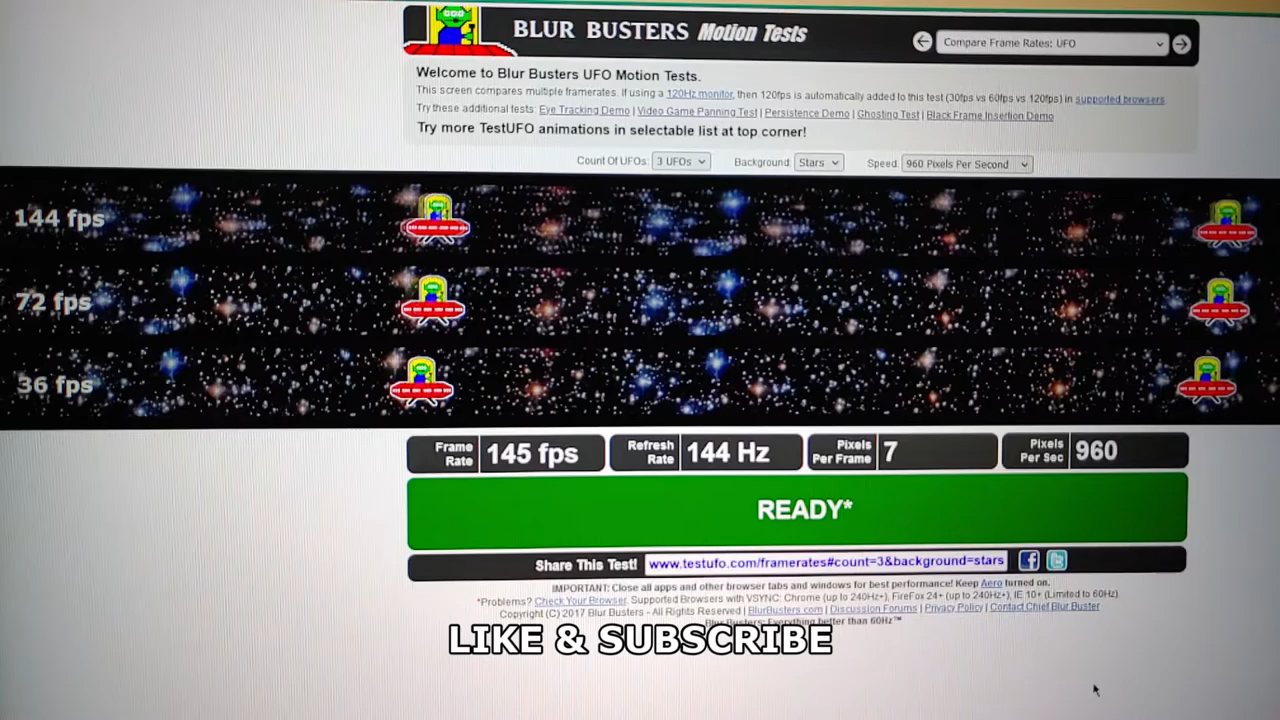 BLUR BUSTERS Motion Tests
Compare Frame Rates: UFO
Welcome to Blur Busters UFO Motion Tests.
This screen compares multiple framerates. If using a 120Hz monitor, then 120fps is automatically added to this test (30fps vs 60fps vs 120fps) in supported browsers
Try these additional tests: Eye Tracking Demo | Video Game Panning Test | Persistence Demo | Ghosting Test | Black Frame Insertion Demo
Try more TestUFO animations in selectable list at top corner!
Count Of UFOs: 3 UFOs Background: Stars Speed: 960 Pixels Per Second
144 fps
72 fps
36 fps
Frame Rate 145 fps
Refresh Rate 144 Hz
Pixels Per Frame 7
Pixels Per Sec 960
READY*
Share This Test! www.testufo.com/framerates#count=3&background=stars
IMPORTANT: Close all apps and other browser tabs and windows for best performance! Keep Aero turned on.
*Problems? Check Your Browser. Supported Browsers with VSYNC: Chrome (up to 240Hz+), FireFox 24+ (up to 240Hz+), IE 10+ (Limited to 60Hz).
Copyright (C) 2017 Blur Busters - All Rights Reserved | BlurBusters.com | Discussion Forums | Privacy Policy | Contact Chief Blur Buster
Blur Busters: Everything better than 60Hz™
LIKE & SUBSCRIBE